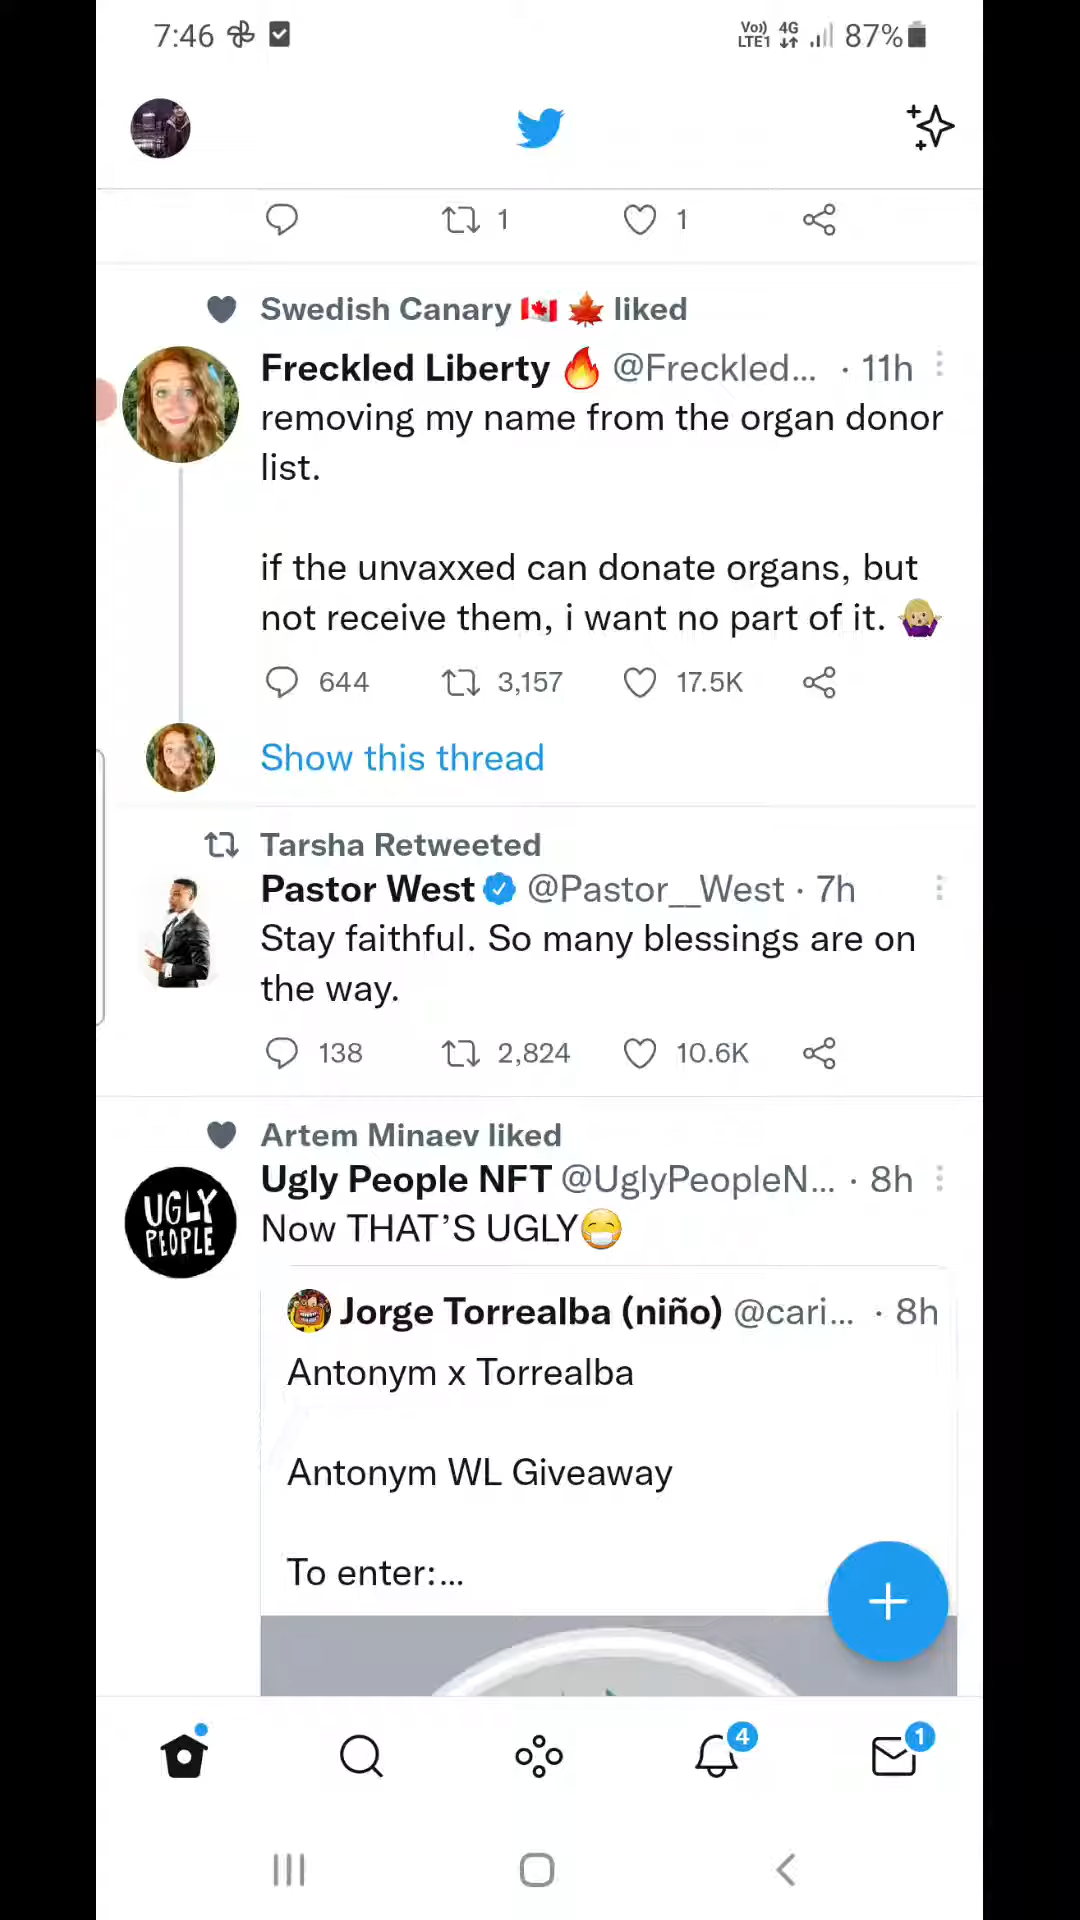 7:46 Vo)) LTE1 4G 87%
1 1
Swedish Canary 🇨🇦 🍁 liked
Freckled Liberty 🔥 @Freckled... · 11h
removing my name from the organ donor
list.
if the unvaxxed can donate organs, but
not receive them, i want no part of it. 🤷🏼‍♀️
644 3,157 17.5K
Show this thread
Tarsha Retweeted
Pastor West @Pastor__West · 7h
Stay faithful. So many blessings are on
the way.
138 2,824 10.6K
Artem Minaev liked
Ugly People NFT @UglyPeopleN... · 8h
UGLY
PEOPLE
Now THAT’S UGLY😷
Jorge Torrealba (niño) @cari... · 8h
Antonym x Torrealba
Antonym WL Giveaway
To enter:...
4 1